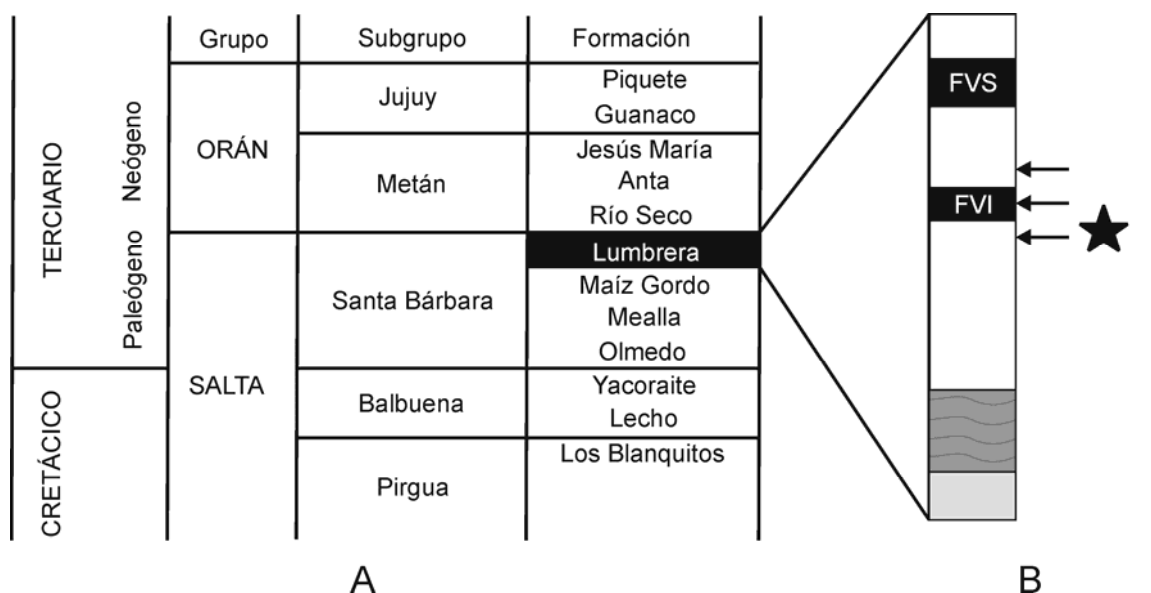 Grupo
Subgrupo
Formación
TERCIARIO
Neógeno
Paleógeno
CRETÁCICO
ORÁN
SALTA
Jujuy
Metán
Santa Bárbara
Balbuena
Pirgua
Piquete
Guanaco
Jesús María
Anta
Río Seco
Lumbrera
Maíz Gordo
Mealla
Olmedo
Yacoraite
Lecho
Los Blanquitos
FVS
FVI
A
B